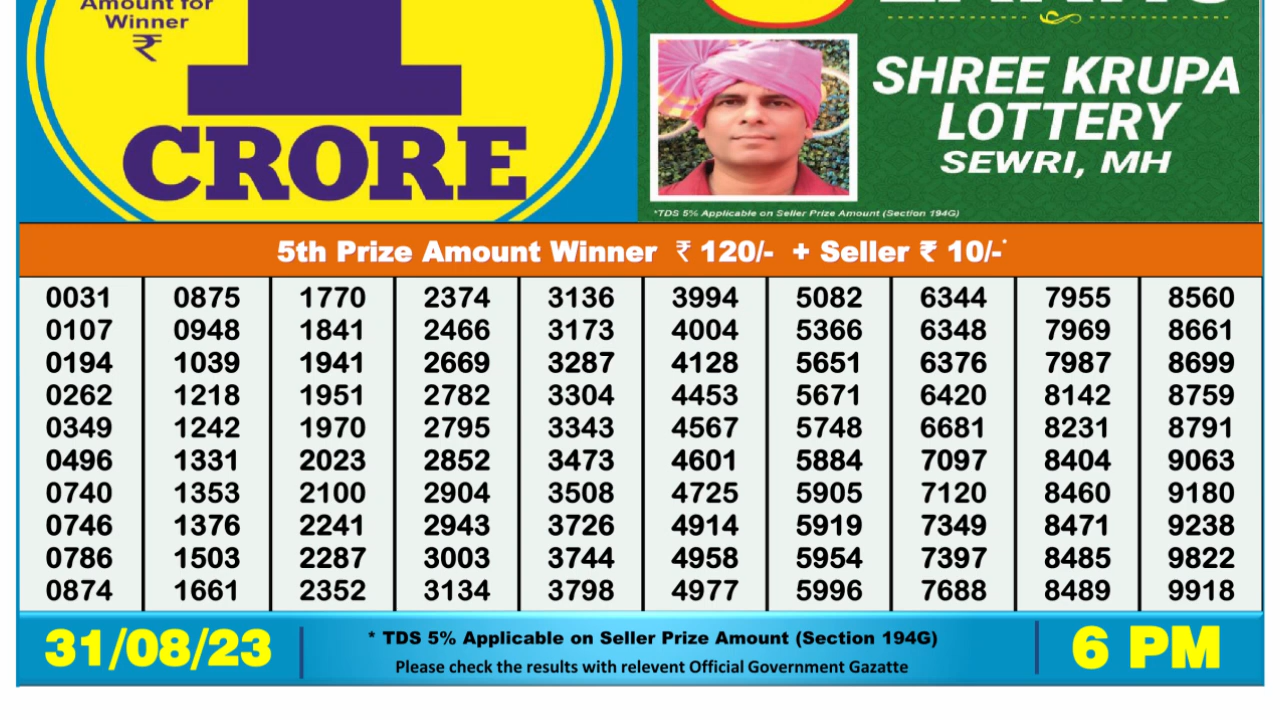 Amount for
Winner
₹
CRORE
SHREE KRUPA
LOTTERY
SEWRI, MH
*TDS 5% Applicable on Seller Prize Amount (Section 194G)
5th Prize Amount Winner ₹ 120/- + Seller ₹ 10/-*
0031 0875 1770 2374 3136 3994 5082 6344 7955 8560
0107 0948 1841 2466 3173 4004 5366 6348 7969 8661
0194 1039 1941 2669 3287 4128 5651 6376 7987 8699
0262 1218 1951 2782 3304 4453 5671 6420 8142 8759
0349 1242 1970 2795 3343 4567 5748 6681 8231 8791
0496 1331 2023 2852 3473 4601 5884 7097 8404 9063
0740 1353 2100 2904 3508 4725 5905 7120 8460 9180
0746 1376 2241 2943 3726 4914 5919 7349 8471 9238
0786 1503 2287 3003 3744 4958 5954 7397 8485 9822
0874 1661 2352 3134 3798 4977 5996 7688 8489 9918
31/08/23
* TDS 5% Applicable on Seller Prize Amount (Section 194G)
Please check the results with relevent Official Government Gazatte
6 PM